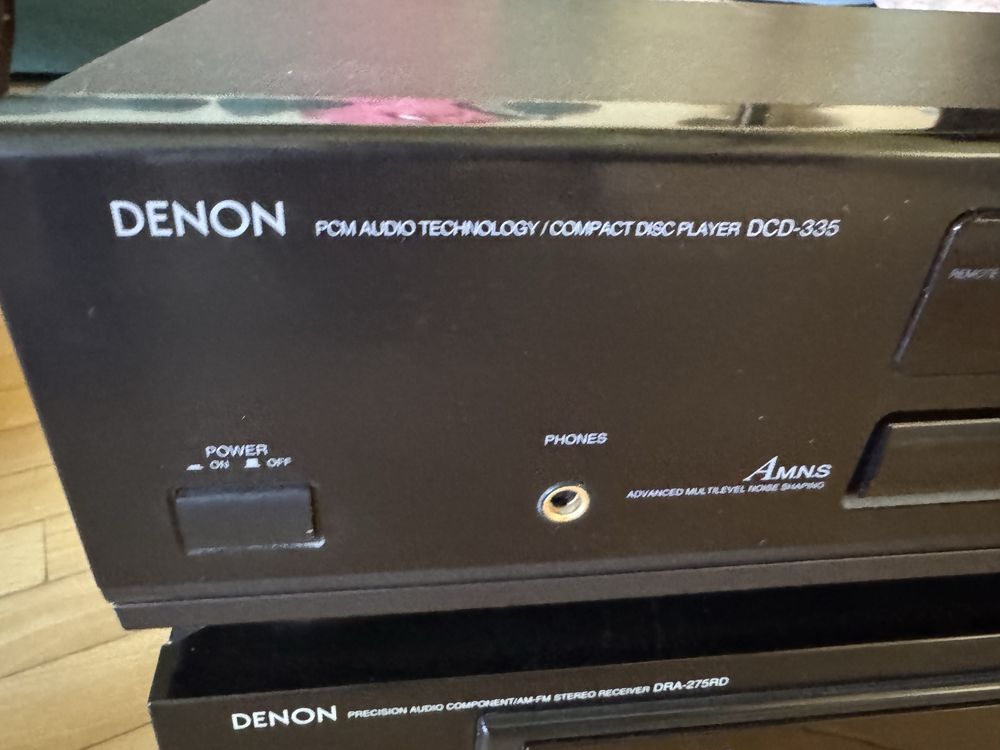 DENON PCM AUDIO TECHNOLOGY / COMPACT DISC PLAYER DCD-335
REMOTE
POWER
ON OFF
PHONES
AMNS
ADVANCED MULTILEVEL NOISE SHAPING
DENON PRECISION AUDIO COMPONENT/AM-FM STEREO RECEIVER DRA-275RD